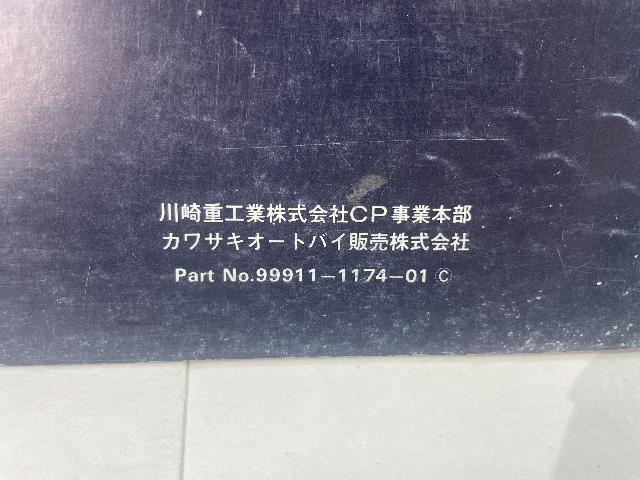 川崎重工業株式会社CP事業本部
カワサキオートバイ販売株式会社
Part No.99911-1174-01 ©